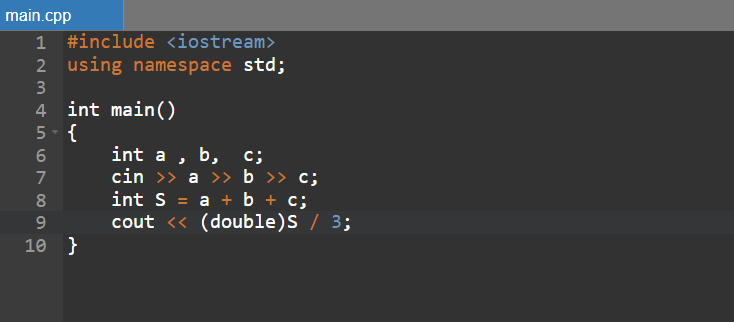 main.cpp
1 #include <iostream>
2 using namespace std;
3
4 int main()
5 {
6     int a , b,  c;
7     cin >> a >> b >> c;
8     int S = a + b + c;
9     cout << (double)S / 3;
10 }